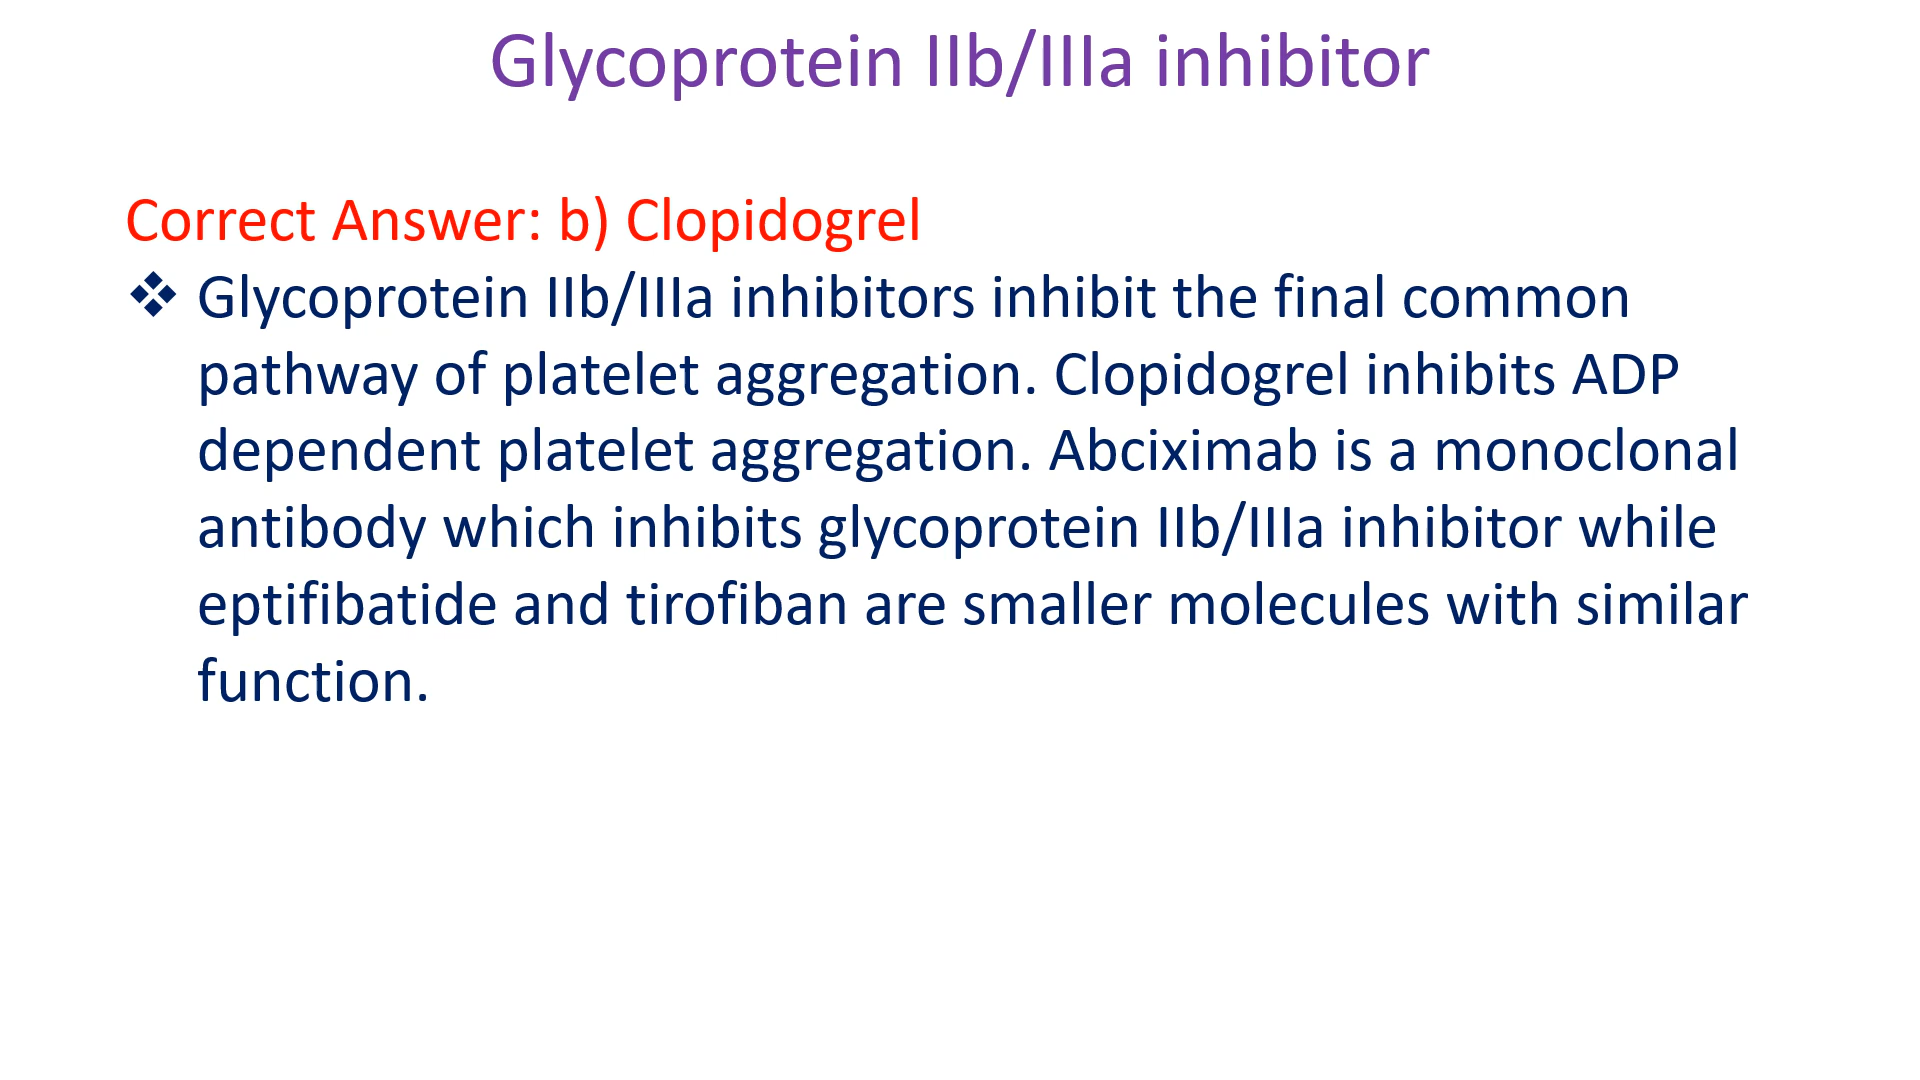 Glycoprotein IIb/IIIa inhibitor
Correct Answer: b) Clopidogrel
❖ Glycoprotein IIb/IIIa inhibitors inhibit the final common
pathway of platelet aggregation. Clopidogrel inhibits ADP
dependent platelet aggregation. Abciximab is a monoclonal
antibody which inhibits glycoprotein IIb/IIIa inhibitor while
eptifibatide and tirofiban are smaller molecules with similar
function.